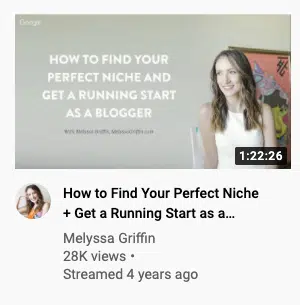 Google
HOW TO FIND YOUR
PERFECT NICHE AND
GET A RUNNING START
AS A BLOGGER
With Melyssa Griffin, MelyssaGriffin.com
1:22:26
How to Find Your Perfect Niche
+ Get a Running Start as a...
Melyssa Griffin
28K views •
Streamed 4 years ago